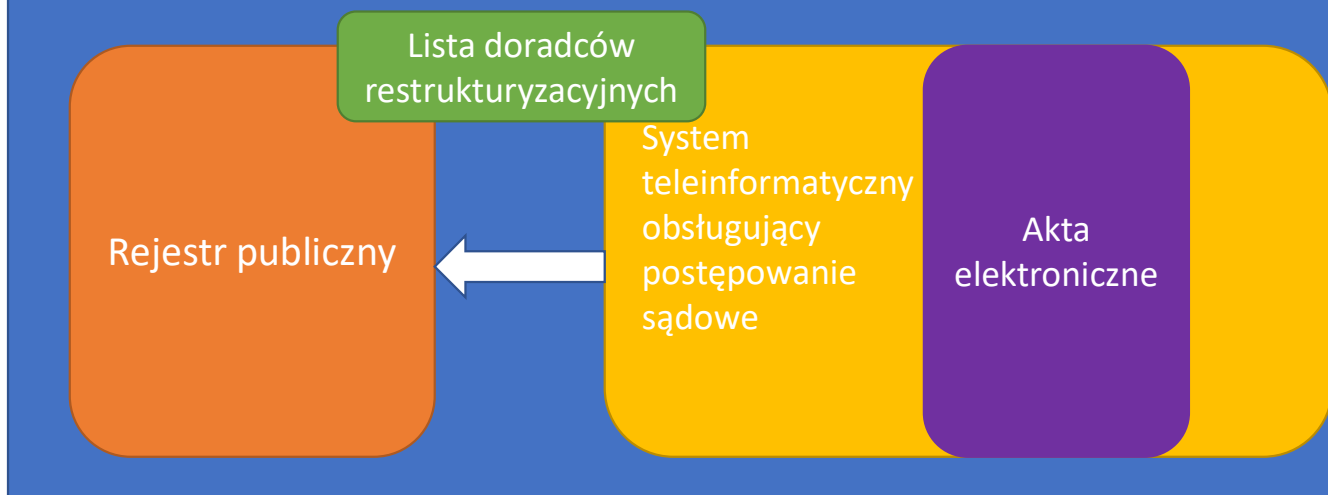 Lista doradców
restrukturyzacyjnych
Rejestr publiczny
System
teleinformatyczny
obsługujący
postępowanie
sądowe
Akta
elektroniczne